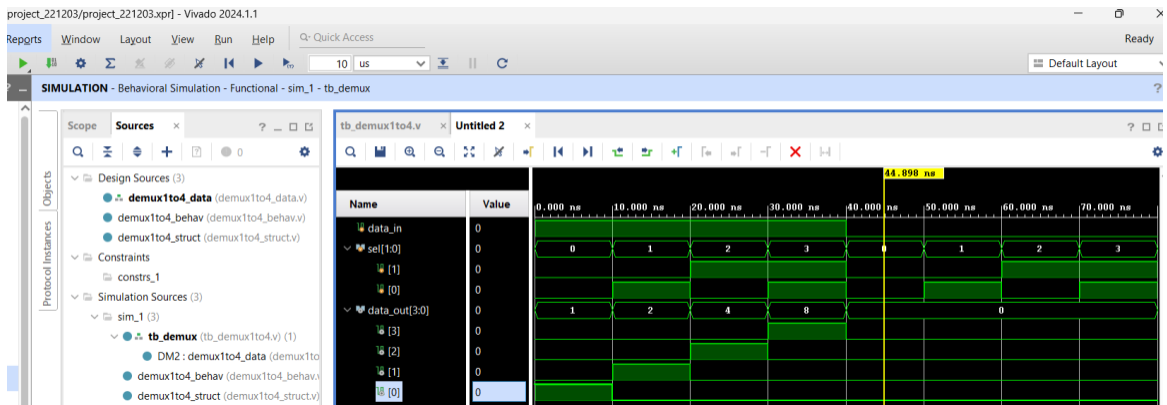 project_221203/project_221203.xpr] - Vivado 2024.1.1
Reports Window Layout View Run Help Q- Quick Access Ready
10 us Default Layout
SIMULATION - Behavioral Simulation - Functional - sim_1 - tb_demux ?
Objects
Protocol Instances
Scope Sources × ? _
0
Design Sources (3)
demux1to4_data (demux1to4_data.v)
demux1to4_behav (demux1to4_behav.v)
demux1to4_struct (demux1to4_struct.v)
Constraints
constrs_1
Simulation Sources (3)
sim_1 (3)
tb_demux (tb_demux1to4.v) (1)
DM2 : demux1to4_data (demux1to
demux1to4_behav (demux1to4_behav.v
demux1to4_struct (demux1to4_struct.v)
tb_demux1to4.v × Untitled 2 × ?
44.898 ns
Name Value 0.000 ns 10.000 ns 20.000 ns 30.000 ns 40.000 ns 50.000 ns 60.000 ns 70.000 ns
data_in 0
sel[1:0] 0 0 1 2 3 0 1 2 3
[1] 0
[0] 0
data_out[3:0] 0 1 2 4 8 0
[3] 0
[2] 0
[1] 0
[0] 0